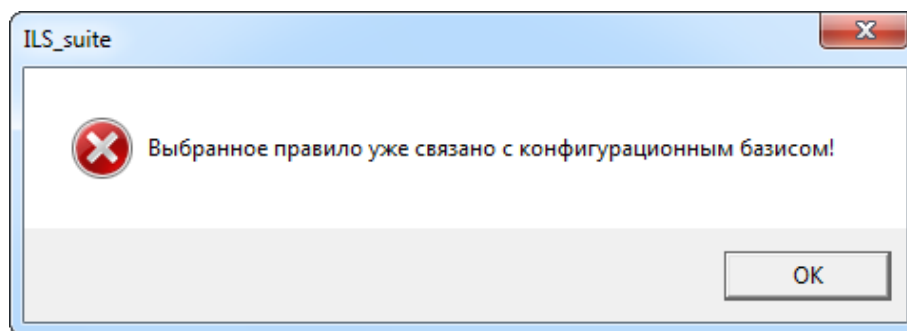 ILS_suite
Выбранное правило уже связано с конфигурационным базисом!
OK